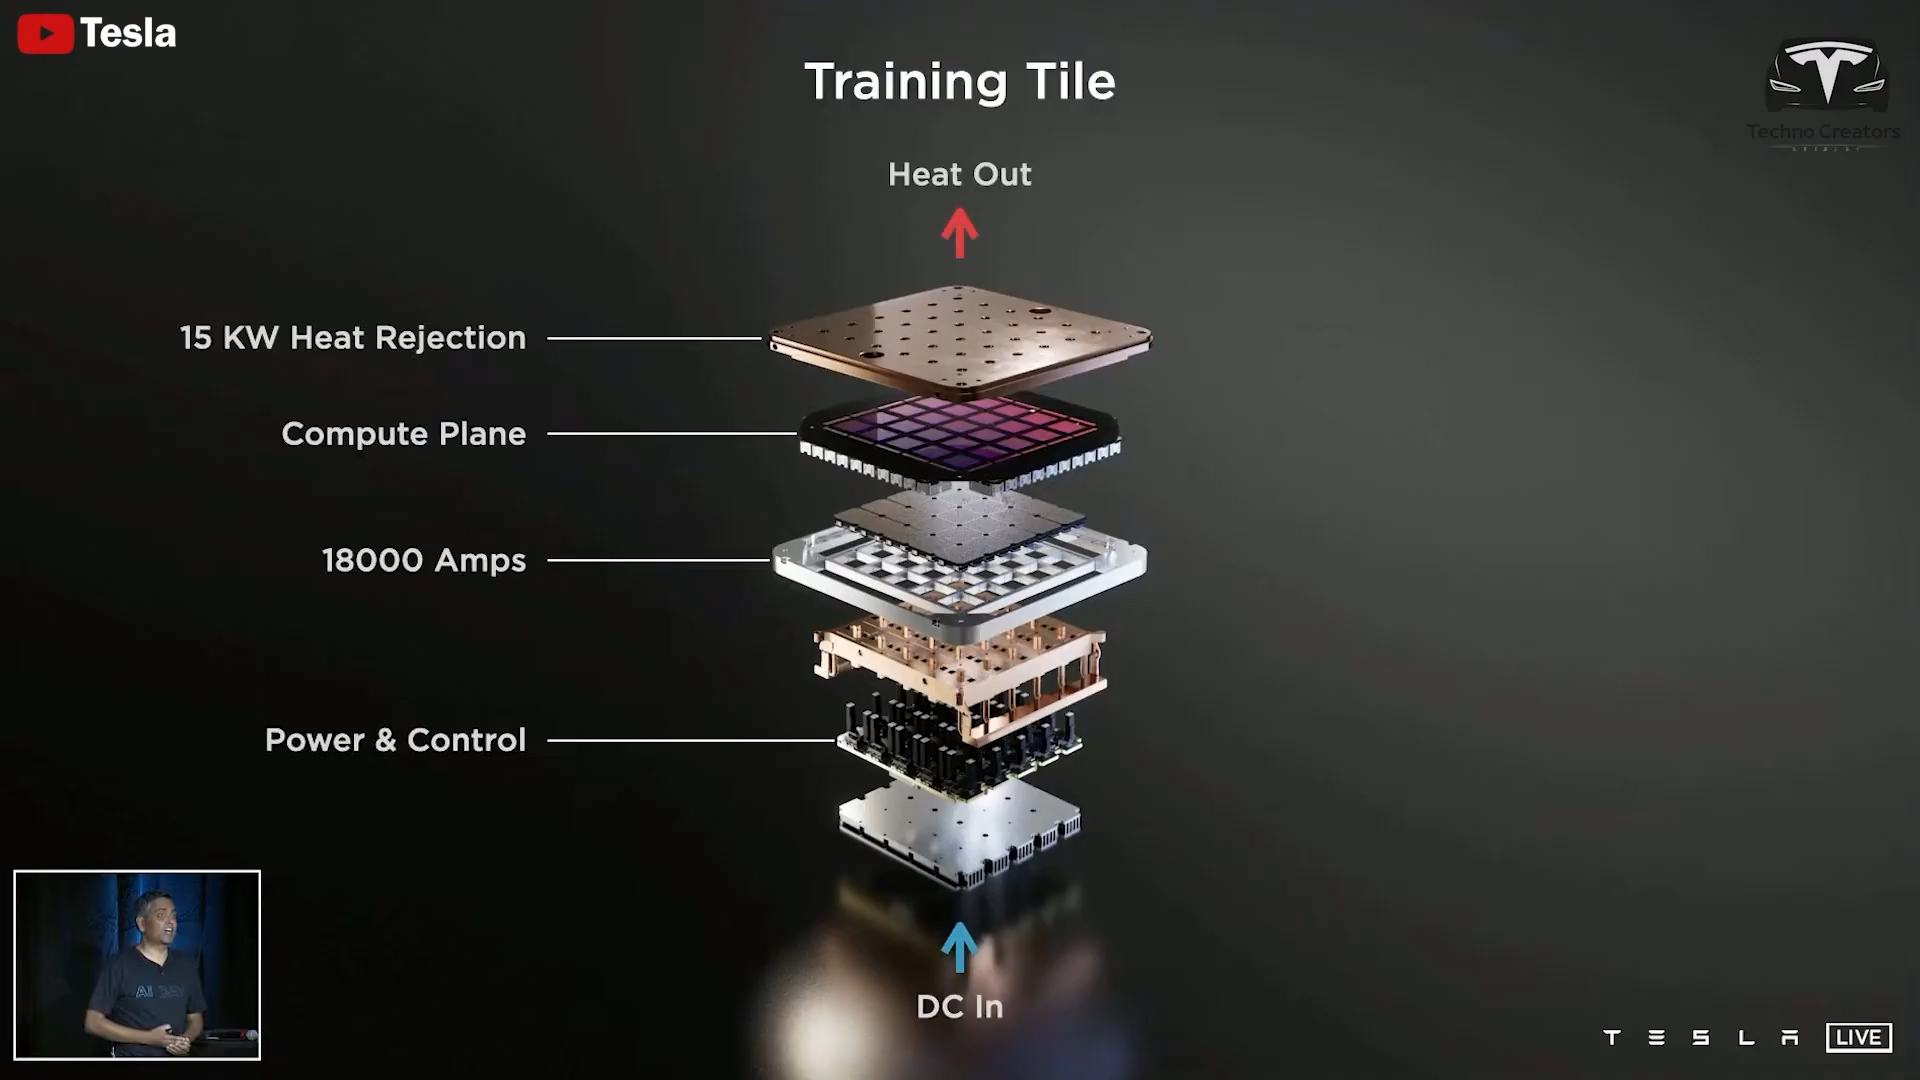 Tesla
Training Tile
Techno Creators
Heat Out
15 KW Heat Rejection
Compute Plane
18000 Amps
Power & Control
DC In
TESLA LIVE